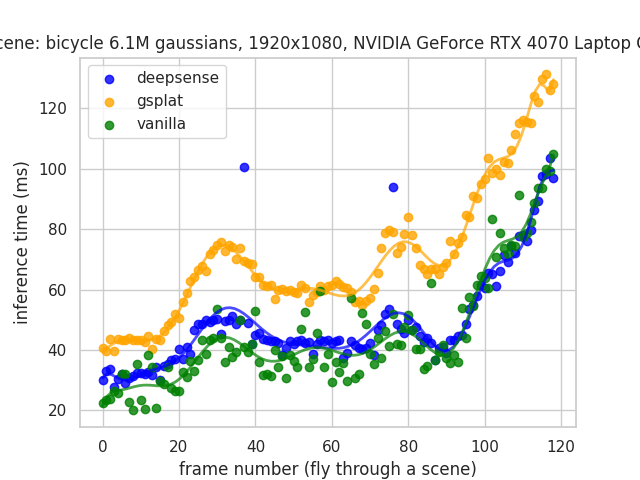 cene: bicycle 6.1M gaussians, 1920x1080, NVIDIA GeForce RTX 4070 Laptop
deepsense
gsplat
vanilla
inference time (ms)
120
100
80
60
40
20
0 20 40 60 80 100 120
frame number (fly through a scene)